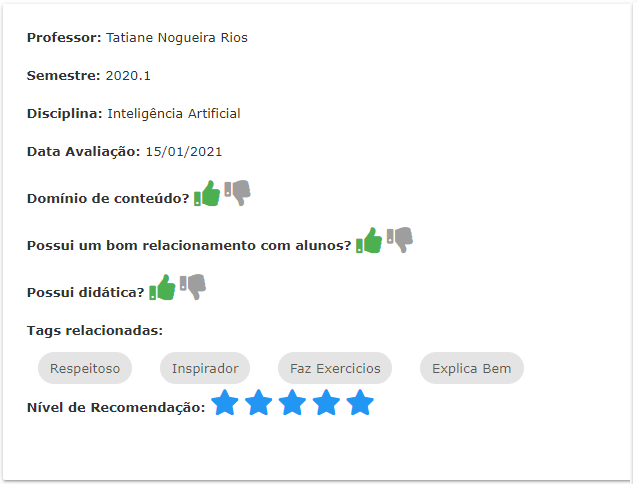 Professor: Tatiane Nogueira Rios
Semestre: 2020.1
Disciplina: Inteligência Artificial
Data Avaliação: 15/01/2021
Domínio de conteúdo?
Possui um bom relacionamento com alunos?
Possui didática?
Tags relacionadas:
Respeitoso Inspirador Faz Exercicios Explica Bem
Nível de Recomendação: